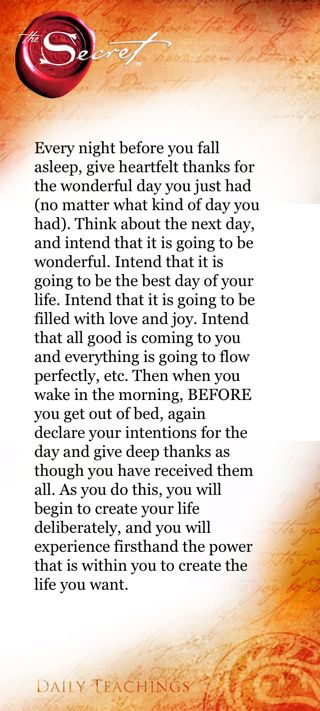 the Secret™
Every night before you fall
asleep, give heartfelt thanks for
the wonderful day you just had
(no matter what kind of day you
had). Think about the next day,
and intend that it is going to be
wonderful. Intend that it is
going to be the best day of your
life. Intend that it is going to be
filled with love and joy. Intend
that all good is coming to you
and everything is going to flow
perfectly, etc. Then when you
wake in the morning, BEFORE
you get out of bed, again
declare your intentions for the
day and give deep thanks as
though you have received them
all. As you do this, you will
begin to create your life
deliberately, and you will
experience firsthand the power
that is within you to create the
life you want.
DAILY TEACHINGS